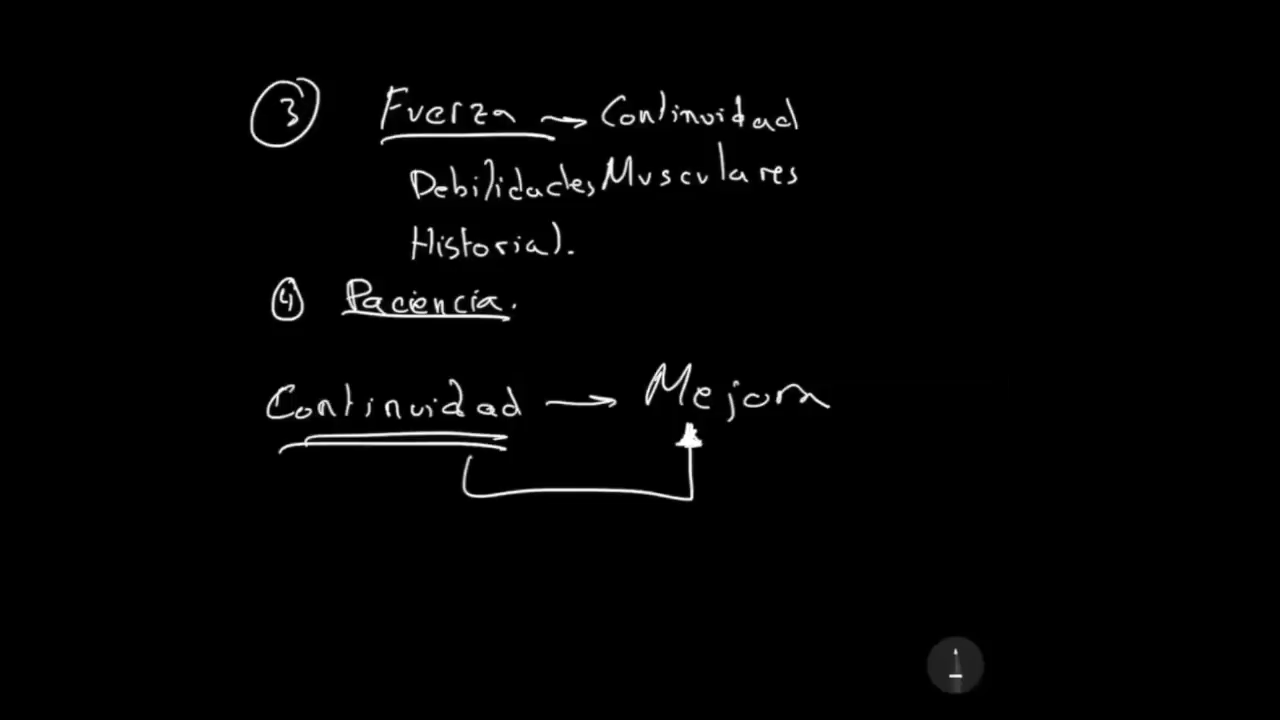 3 Fuerza → Continuidad
Debilidades Musculares
Historial.
4 Paciencia.
Continuidad → Mejora